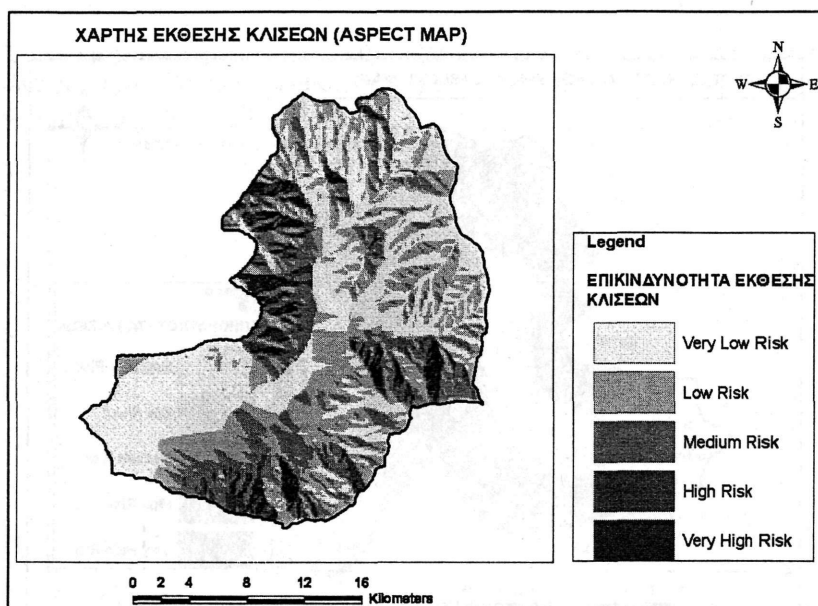 ΧΑΡΤΗΣ ΕΚΘΕΣΗΣ ΚΛΙΣΕΩΝ (ASPECT MAP)
N
W E
S
Legend
ΕΠΙΚΙΝΔΥΝΟΤΗΤΑ ΕΚΘΕΣΗΣ
ΚΛΙΣΕΩΝ
Very Low Risk
Low Risk
Medium Risk
High Risk
Very High Risk
0 2 4 8 12 16
Kilometers